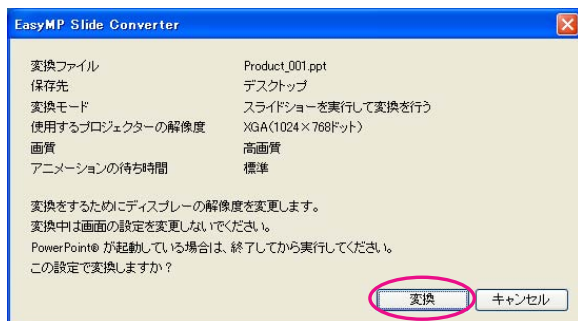 EasyMP Slide Converter
変換ファイル Product_001.ppt
保存先 デスクトップ
変換モード スライドショーを実行して変換を行う
使用するプロジェクターの解像度 XGA(1024×768ドット)
画質 高画質
アニメーションの待ち時間 標準
変換をするためにディスプレーの解像度を変更します。
変換中は画面の設定を変更しないでください。
PowerPoint® が起動している場合は、終了してから実行してください。
この設定で変換しますか？
変換 キャンセル